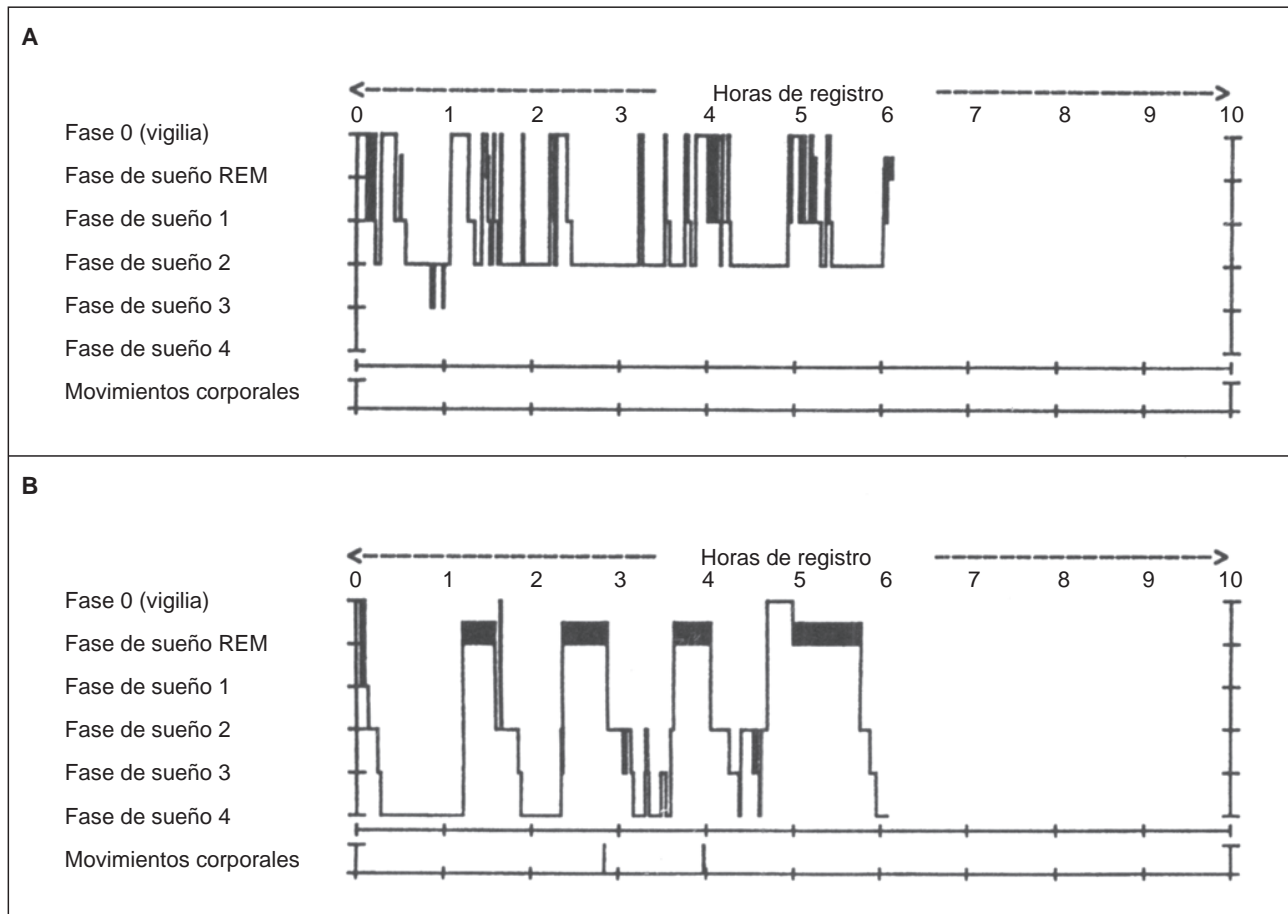 A
Horas de registro
0 1 2 3 4 5 6 7 8 9 10
Fase 0 (vigilia)
Fase de sueño REM
Fase de sueño 1
Fase de sueño 2
Fase de sueño 3
Fase de sueño 4
Movimientos corporales
B
Horas de registro
0 1 2 3 4 5 6 7 8 9 10
Fase 0 (vigilia)
Fase de sueño REM
Fase de sueño 1
Fase de sueño 2
Fase de sueño 3
Fase de sueño 4
Movimientos corporales